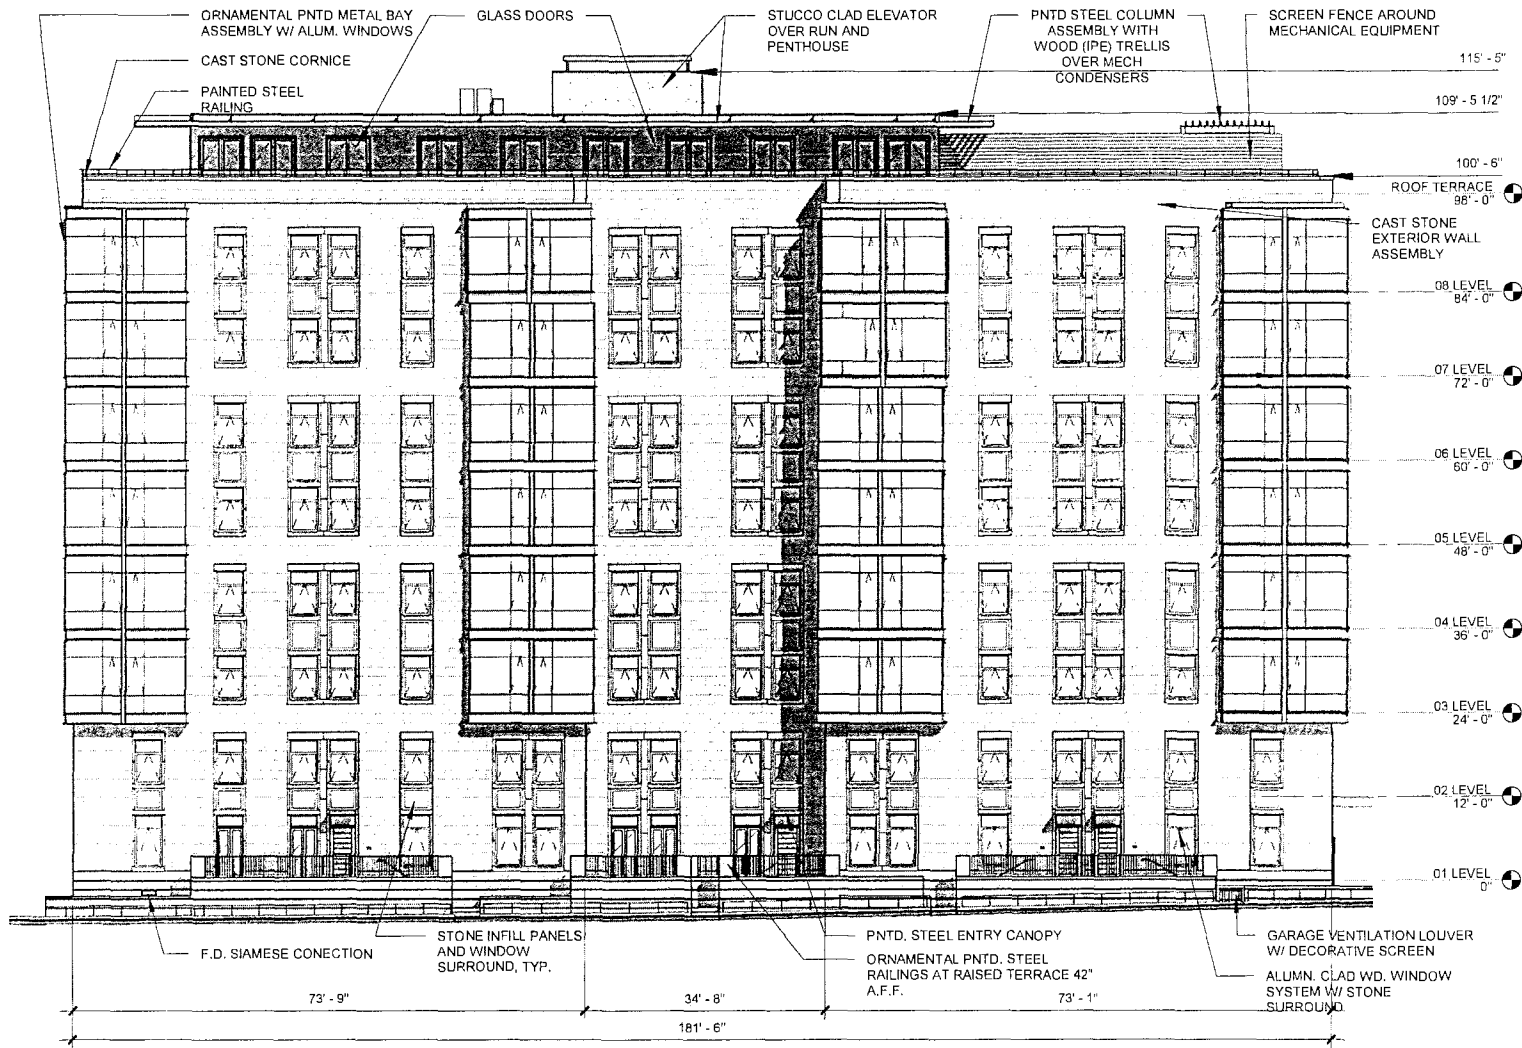 ORNAMENTAL PNTD METAL BAY
ASSEMBLY W/ ALUM. WINDOWS
CAST STONE CORNICE
PAINTED STEEL
RAILING
GLASS DOORS
STUCCO CLAD ELEVATOR
OVER RUN AND
PENTHOUSE
PNTD STEEL COLUMN
ASSEMBLY WITH
WOOD (IPE) TRELLIS
OVER MECH
CONDENSERS
SCREEN FENCE AROUND
MECHANICAL EQUIPMENT
115' - 5"
109' - 5 1/2"
100' - 6"
ROOF TERRACE
98' - 0"
CAST STONE
EXTERIOR WALL
ASSEMBLY
08 LEVEL
84' - 0"
07 LEVEL
72' - 0"
06 LEVEL
60' - 0"
05 LEVEL
48' - 0"
04 LEVEL
36' - 0"
03 LEVEL
24' - 0"
02 LEVEL
12' - 0"
01 LEVEL
0"
F.D. SIAMESE CONECTION
STONE INFILL PANELS
AND WINDOW
SURROUND, TYP.
PNTD. STEEL ENTRY CANOPY
ORNAMENTAL PNTD. STEEL
RAILINGS AT RAISED TERRACE 42"
A.F.F.
GARAGE VENTILATION LOUVER
W/ DECORATIVE SCREEN
ALUMN. CLAD WD. WINDOW
SYSTEM W/ STONE
SURROUND
73' - 9"
34' - 8"
73' - 1"
181' - 6"